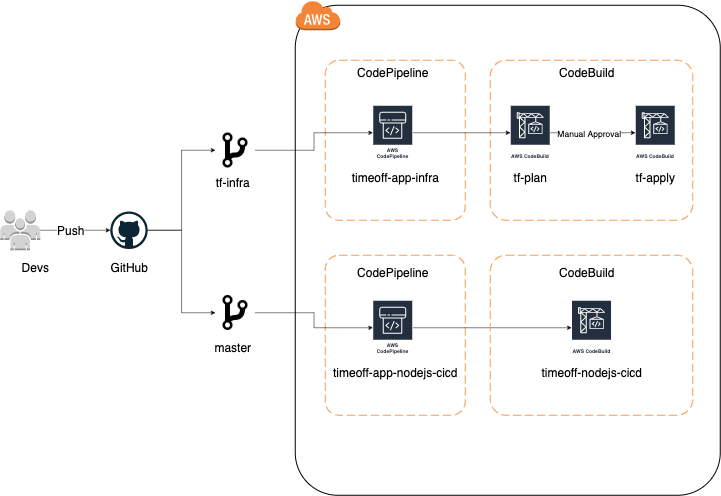 AWS
CodePipeline
CodeBuild
AWS
CodePipeline
AWS CodeBuild
Manual Approval
AWS CodeBuild
tf-infra
timeoff-app-infra
tf-plan
tf-apply
Push
Devs
GitHub
CodePipeline
CodeBuild
AWS
CodePipeline
AWS CodeBuild
master
timeoff-app-nodejs-cicd
timeoff-nodejs-cicd